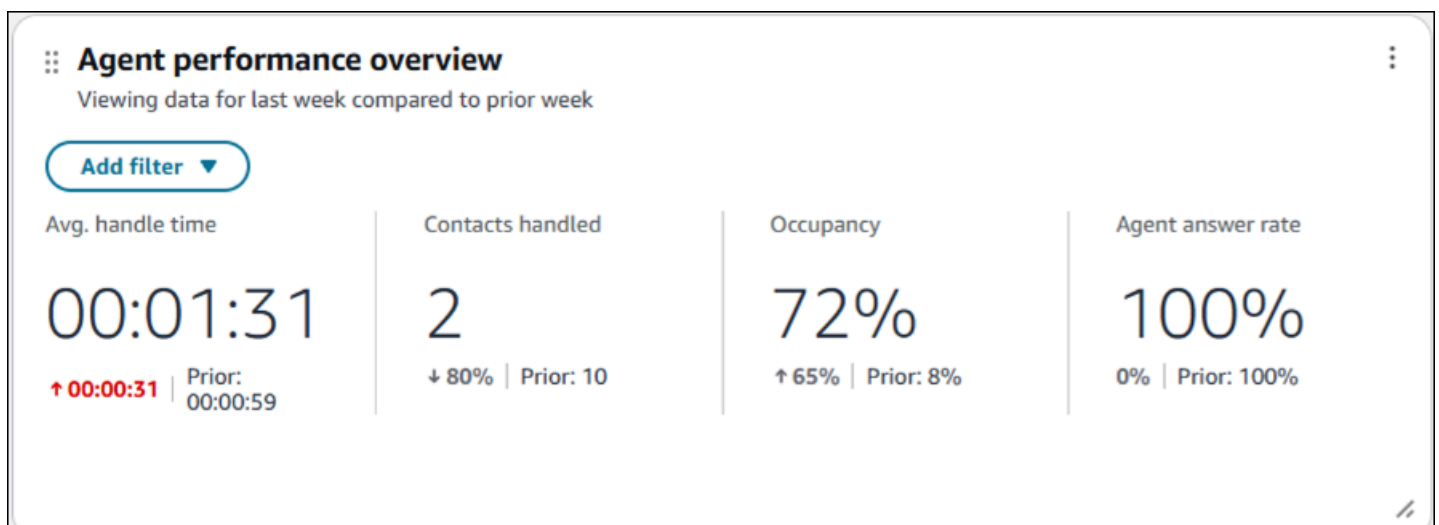 Agent performance overview
Viewing data for last week compared to prior week
Add filter
Avg. handle time
00:01:31
↑ 00:00:31
Prior:
00:00:59
Contacts handled
2
↓ 80% | Prior: 10
Occupancy
72%
↑ 65% | Prior: 8%
Agent answer rate
100%
0% | Prior: 100%